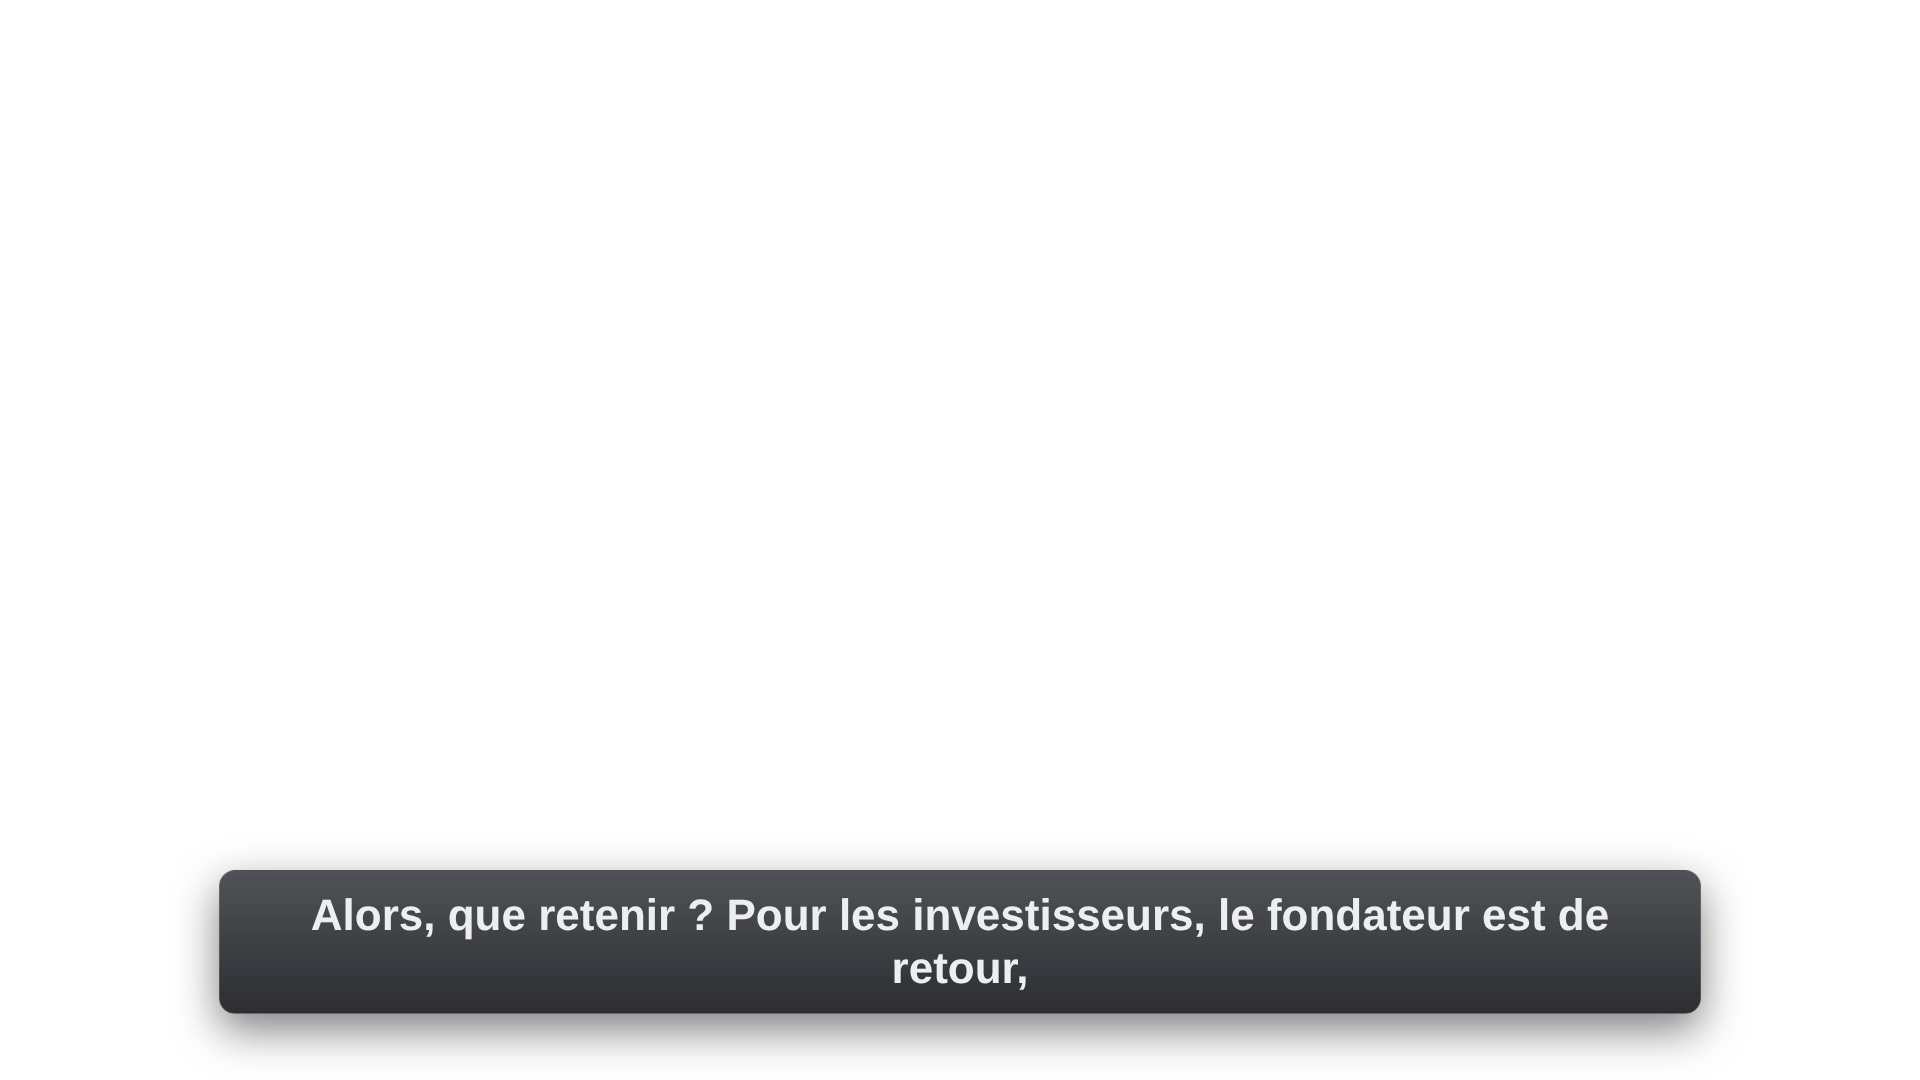 Alors, que retenir ? Pour les investisseurs, le fondateur est de
retour,